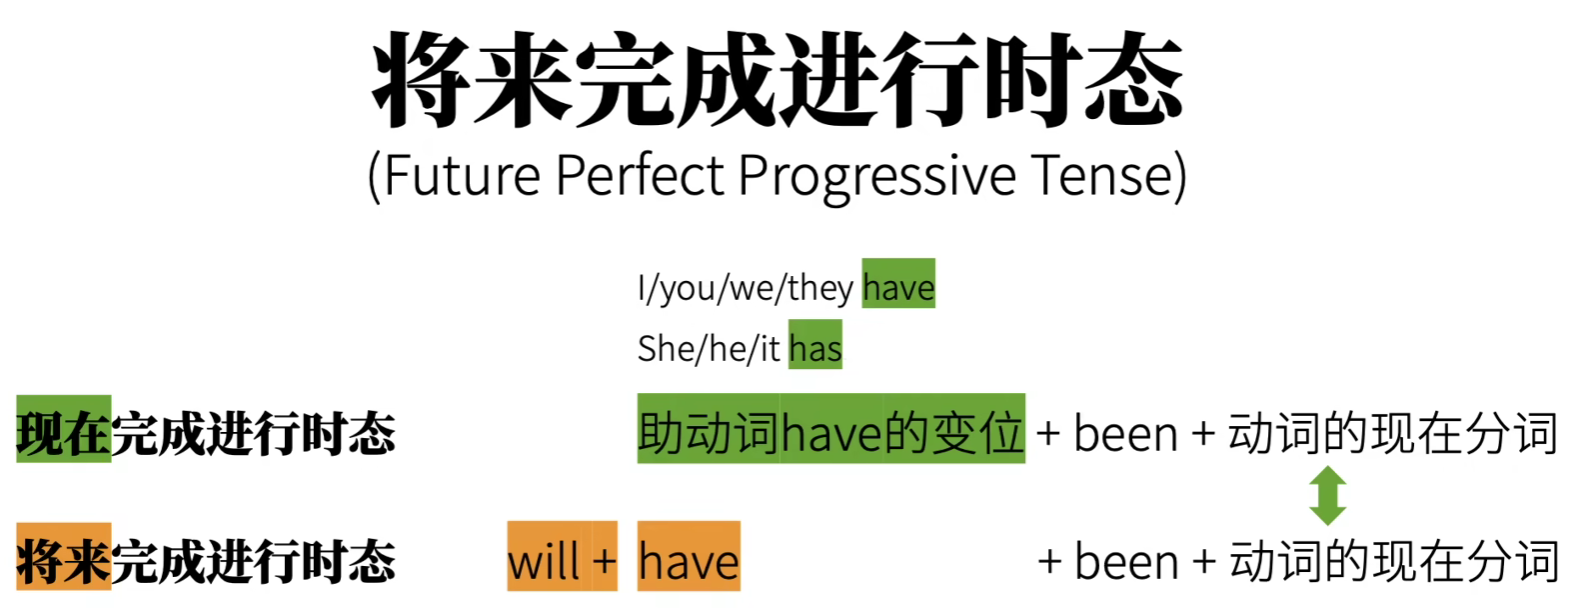 将来完成进行时态
(Future Perfect Progressive Tense)
I/you/we/they have
She/he/it has
现在完成进行时态 助动词have的变位 + been + 动词的现在分词
将来完成进行时态 will + have + been + 动词的现在分词